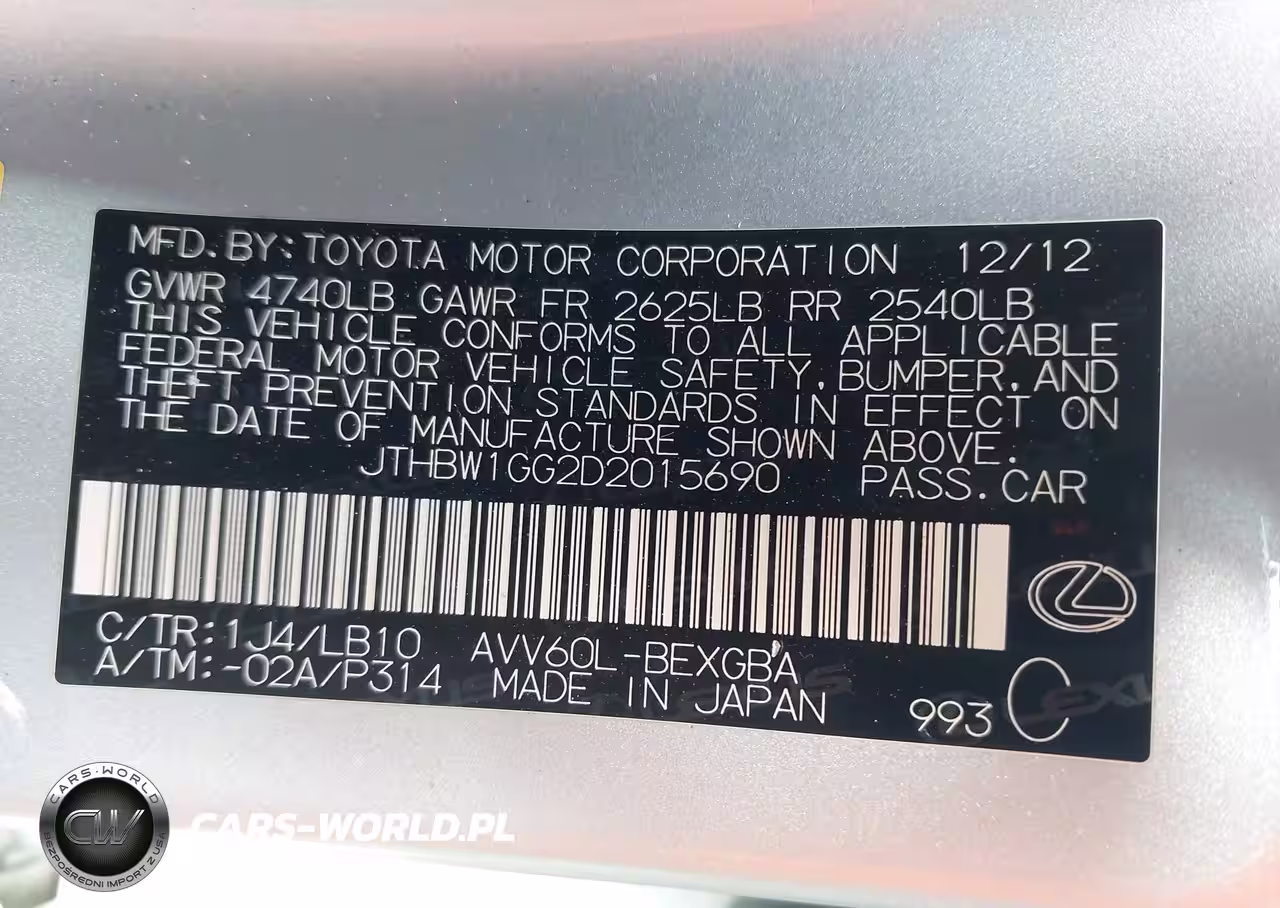 MFD.BY:TOYOTA MOTOR CORPORATION 12/12
GVWR 4740LB GAWR FR 2625LB RR 2540LB
THIS VEHICLE CONFORMS TO ALL APPLICABLE
FEDERAL MOTOR VEHICLE SAFETY,BUMPER,AND
THEFT PREVENTION STANDARDS IN EFFECT ON
THE DATE OF MANUFACTURE SHOWN ABOVE.
JTHBW1GG2D2015690 PASS.CAR
C/TR:1J4/LB10 AVV60L-BEXGBA
A/TM:-02A/P314 MADE IN JAPAN 993 C
CARS-WORLD
CW
BEZPOŚREDNI IMPORT Z USA
CARS-WORLD.PL